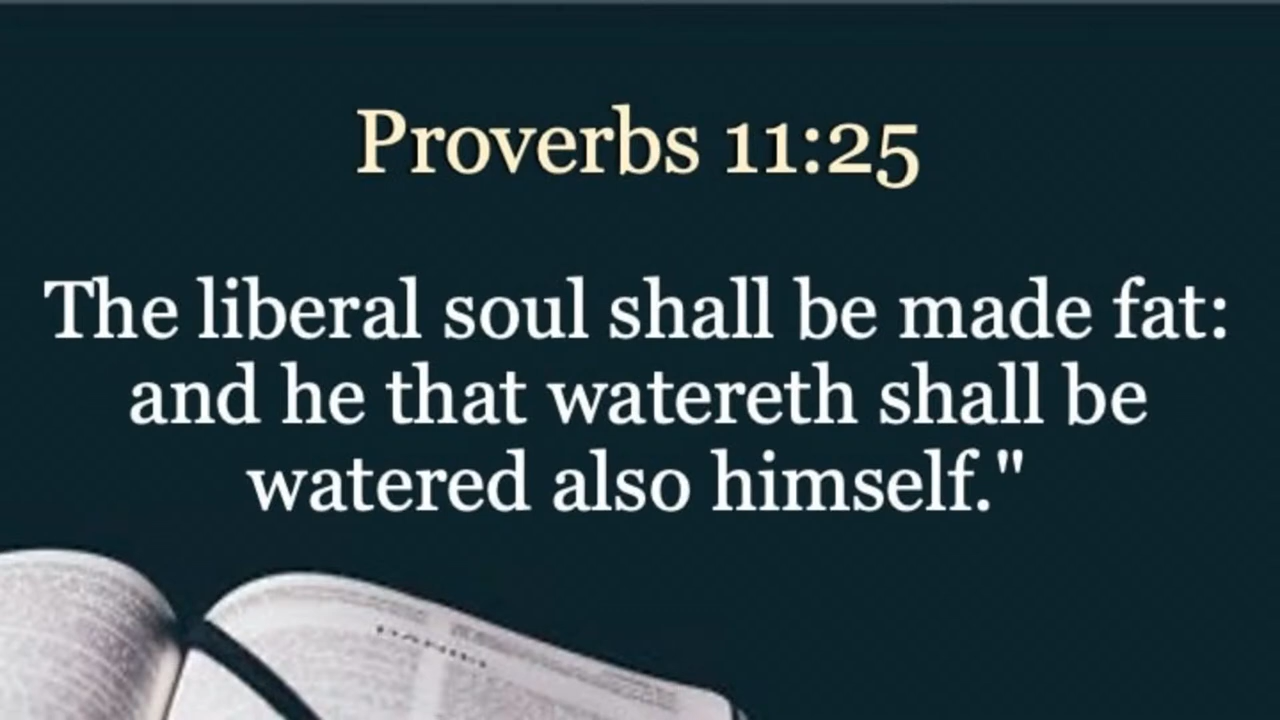 Proverbs 11:25
The liberal soul shall be made fat:
and he that watereth shall be
watered also himself."
DANIEL